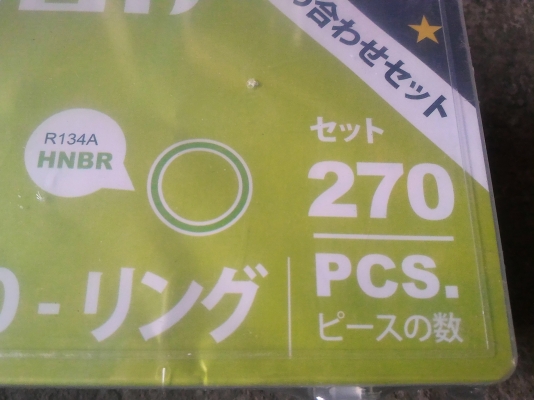 合わせセット
R134A
HNBR
セット
270
- リング
PCS.
ピースの数